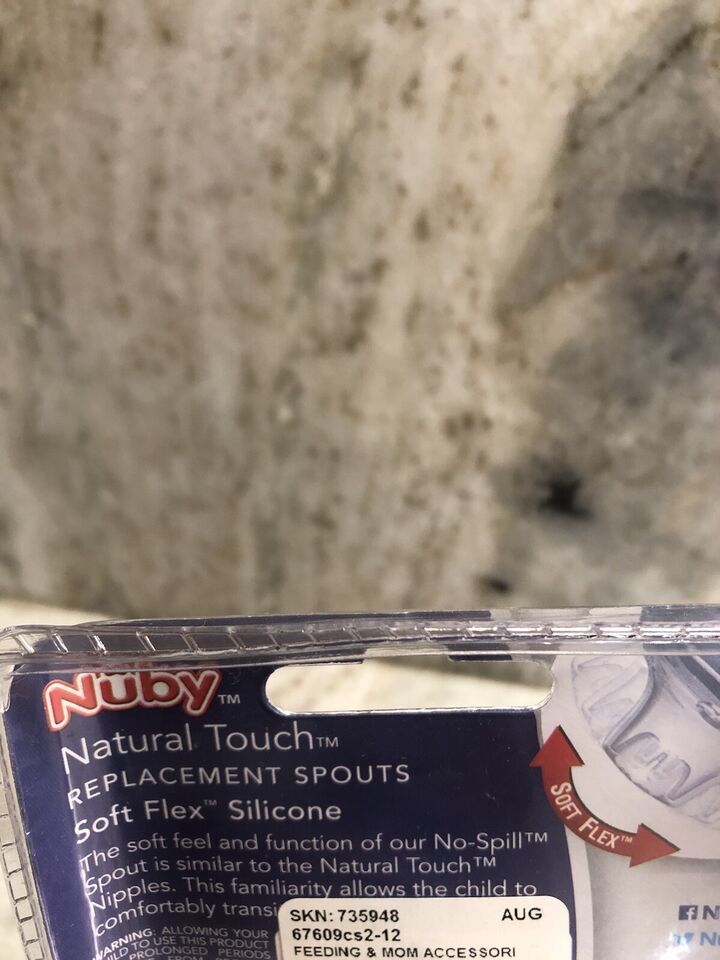 Nuby™
Natural Touch™
REPLACEMENT SPOUTS
Soft Flex™ Silicone
The soft feel and function of our No-Spill™
Spout is similar to the Natural Touch™
Nipples. This familiarity allows the child to
comfortably transi
WARNING: ALLOWING YOUR
TO USE THIS PRODUCT
PROLONGED PERIODS
SOFT FLEX™
SKN: 735948 AUG
67609cs2-12
FEEDING & MOM ACCESSORI